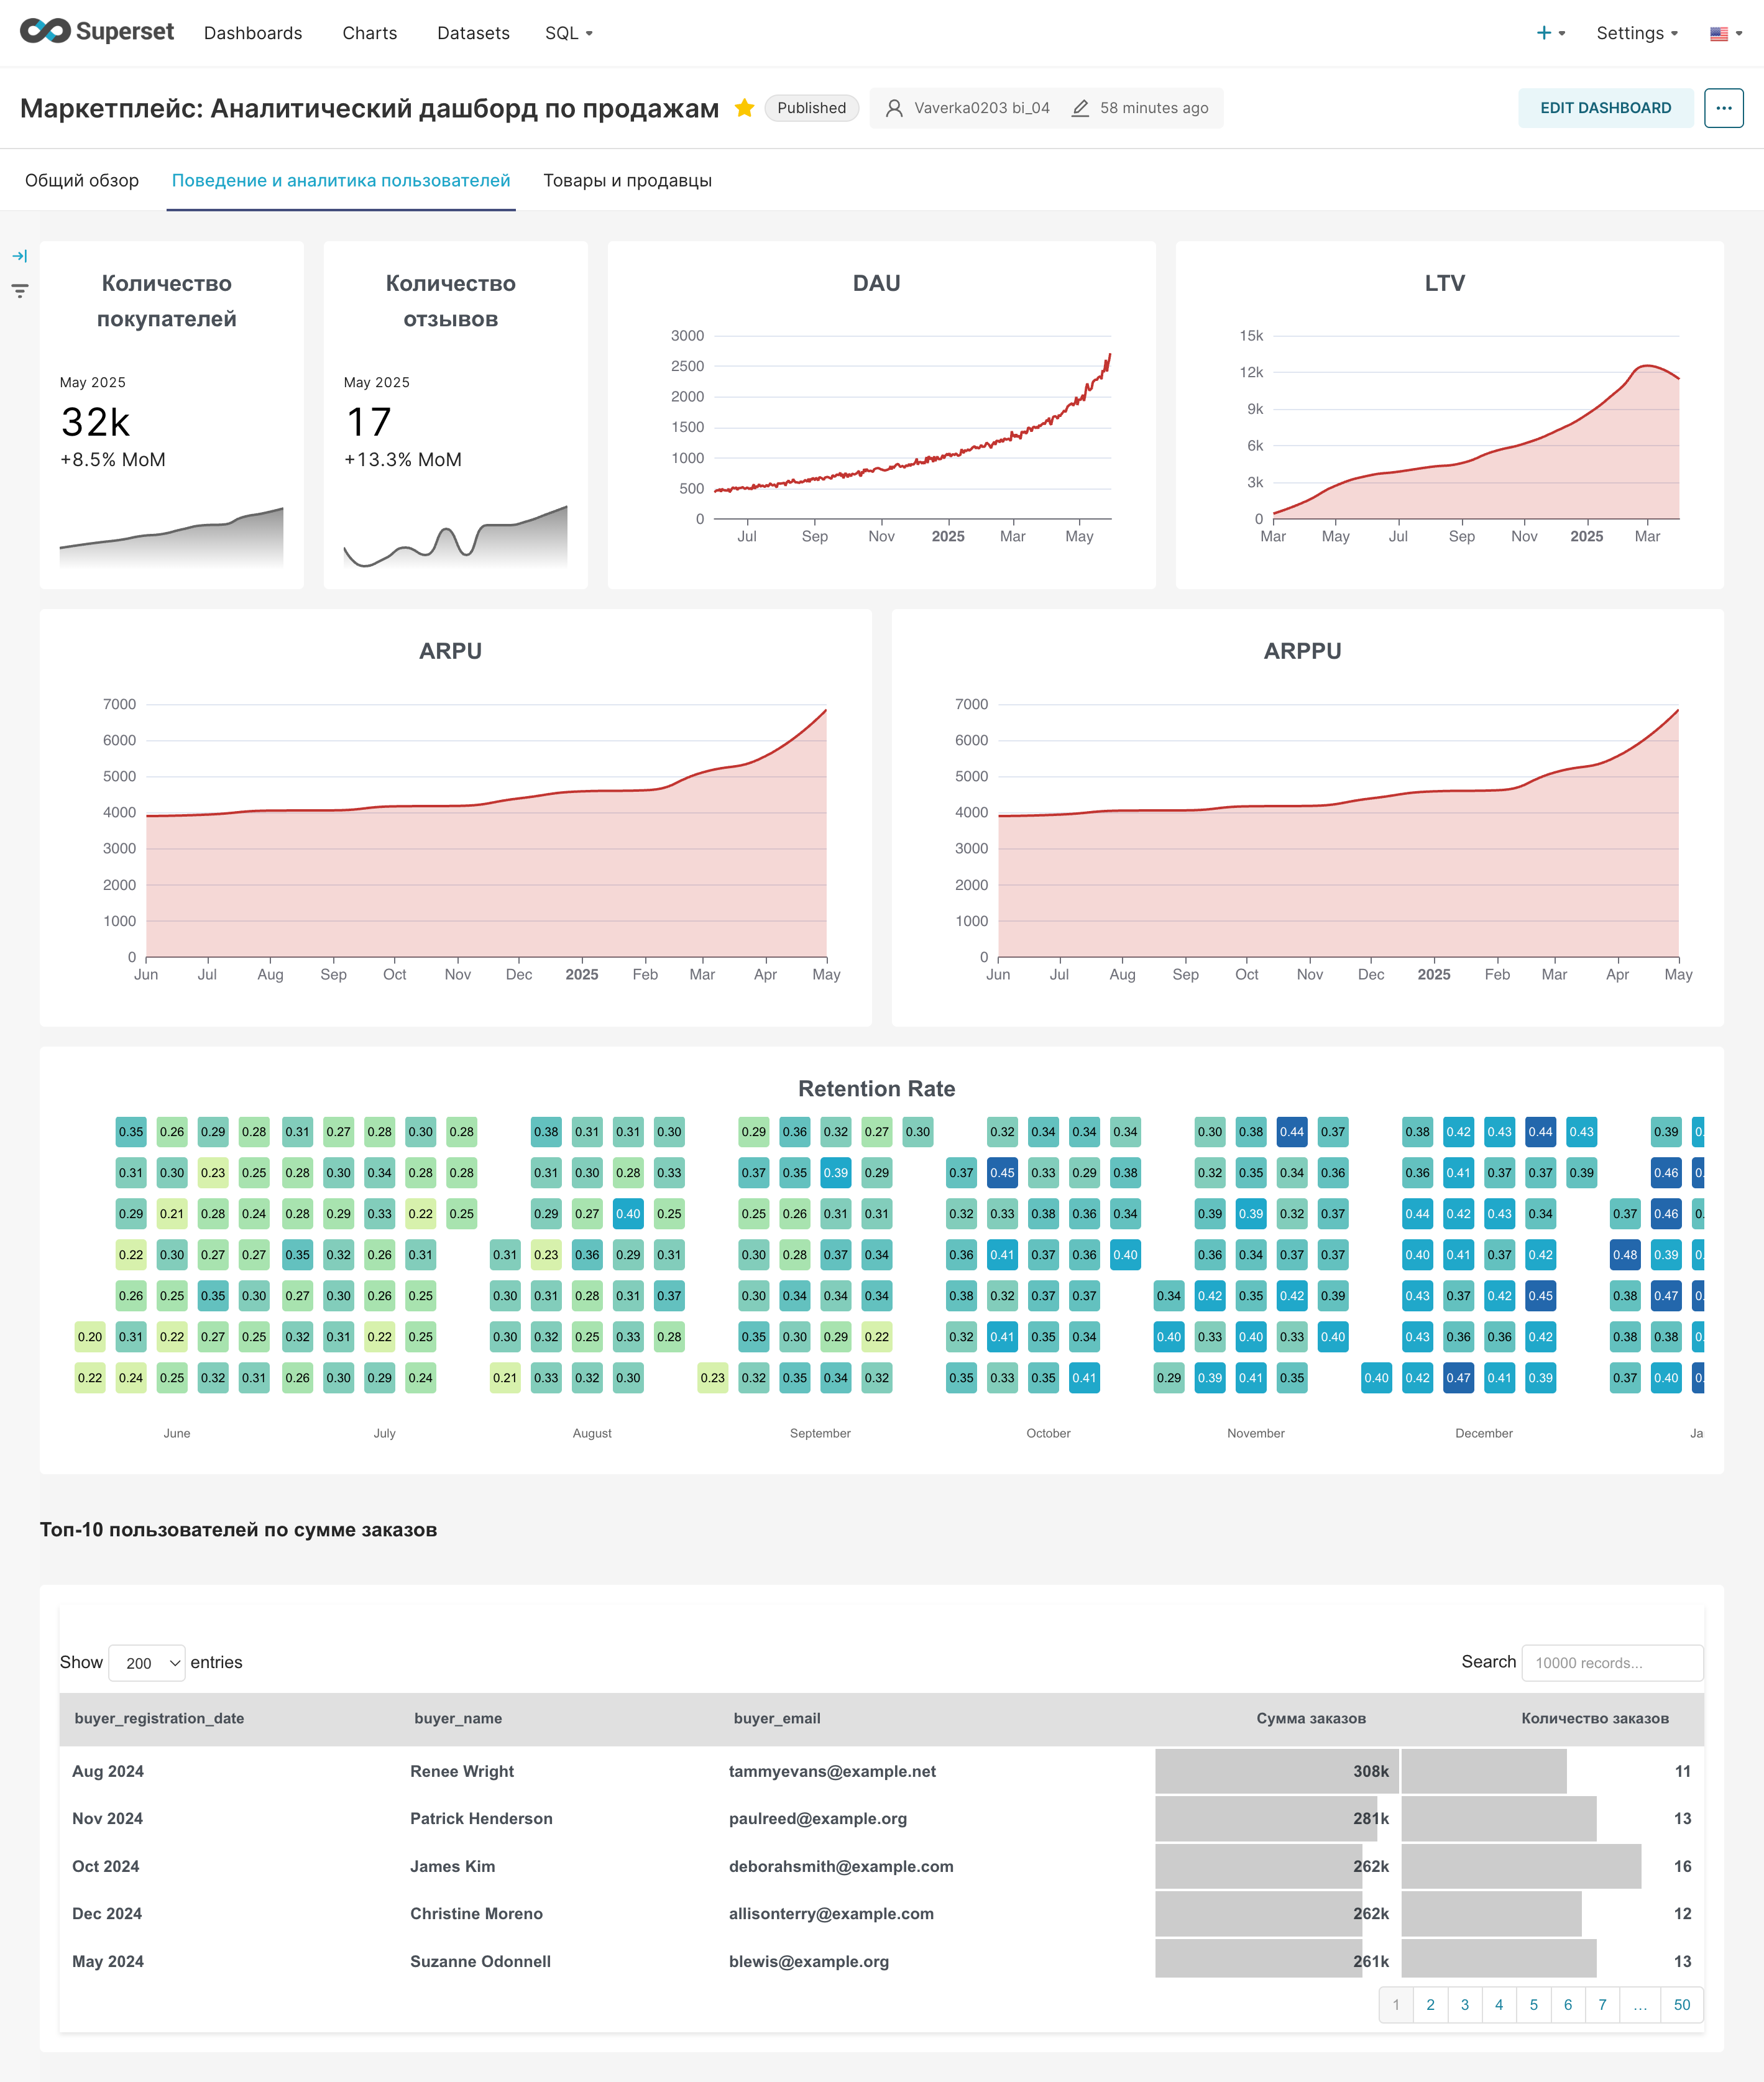 Superset Dashboards Charts Datasets SQL + Settings
Маркетплейс: Аналитический дашборд по продажам Published Vaverka0203 bi_04 58 minutes ago EDIT DASHBOARD ...
Общий обзор Поведение и аналитика пользователей Товары и продавцы
Количество
покупателей
May 2025
32k
+8.5% MoM
Количество
отзывов
May 2025
17
+13.3% MoM
DAU
3000
2500
2000
1500
1000
500
0
Jul Sep Nov 2025 Mar May
LTV
15k
12k
9k
6k
3k
0
Mar May Jul Sep Nov 2025 Mar
ARPU
7000
6000
5000
4000
3000
2000
1000
0
Jun Jul Aug Sep Oct Nov Dec 2025 Feb Mar Apr May
ARPPU
7000
6000
5000
4000
3000
2000
1000
0
Jun Jul Aug Sep Oct Nov Dec 2025 Feb Mar Apr May
Retention Rate
0.35 0.26 0.29 0.28 0.31 0.27 0.28 0.30 0.28 0.38 0.31 0.31 0.30 0.29 0.36 0.32 0.27 0.30 0.32 0.34 0.34 0.34 0.30 0.38 0.44 0.37 0.38 0.42 0.43 0.44 0.43 0.39 0.
0.31 0.30 0.23 0.25 0.28 0.30 0.34 0.28 0.28 0.31 0.30 0.28 0.33 0.37 0.35 0.39 0.29 0.37 0.45 0.33 0.29 0.38 0.32 0.35 0.34 0.36 0.36 0.41 0.37 0.37 0.39 0.46 0.
0.29 0.21 0.28 0.24 0.28 0.29 0.33 0.22 0.25 0.29 0.27 0.40 0.25 0.25 0.26 0.31 0.31 0.32 0.33 0.38 0.36 0.34 0.39 0.39 0.32 0.37 0.44 0.42 0.43 0.34 0.37 0.46 0.
0.22 0.30 0.27 0.27 0.35 0.32 0.26 0.31 0.31 0.23 0.36 0.29 0.31 0.30 0.28 0.37 0.34 0.36 0.41 0.37 0.36 0.40 0.36 0.34 0.37 0.37 0.40 0.41 0.37 0.42 0.48 0.39 0.
0.26 0.25 0.35 0.30 0.27 0.30 0.26 0.25 0.30 0.31 0.28 0.31 0.37 0.30 0.34 0.34 0.34 0.38 0.32 0.37 0.37 0.34 0.42 0.35 0.42 0.39 0.43 0.37 0.42 0.45 0.38 0.47 0.
0.20 0.31 0.22 0.27 0.25 0.32 0.31 0.22 0.25 0.30 0.32 0.25 0.33 0.28 0.35 0.30 0.29 0.22 0.32 0.41 0.35 0.34 0.40 0.33 0.40 0.33 0.40 0.43 0.36 0.36 0.42 0.38 0.38 0.
0.22 0.24 0.25 0.32 0.31 0.26 0.30 0.29 0.24 0.21 0.33 0.32 0.30 0.23 0.32 0.35 0.34 0.32 0.35 0.33 0.35 0.41 0.29 0.39 0.41 0.35 0.40 0.42 0.47 0.41 0.39 0.37 0.40 0.
June July August September October November December Ja
Топ-10 пользователей по сумме заказов
Show 200 entries Search 10000 records...
buyer_registration_date buyer_name buyer_email Сумма заказов Количество заказов
Aug 2024 Renee Wright tammyevans@example.net 308k 11
Nov 2024 Patrick Henderson paulreed@example.org 281k 13
Oct 2024 James Kim deborahsmith@example.com 262k 16
Dec 2024 Christine Moreno allisonterry@example.com 262k 12
May 2024 Suzanne Odonnell blewis@example.org 261k 13
1 2 3 4 5 6 7 ... 50